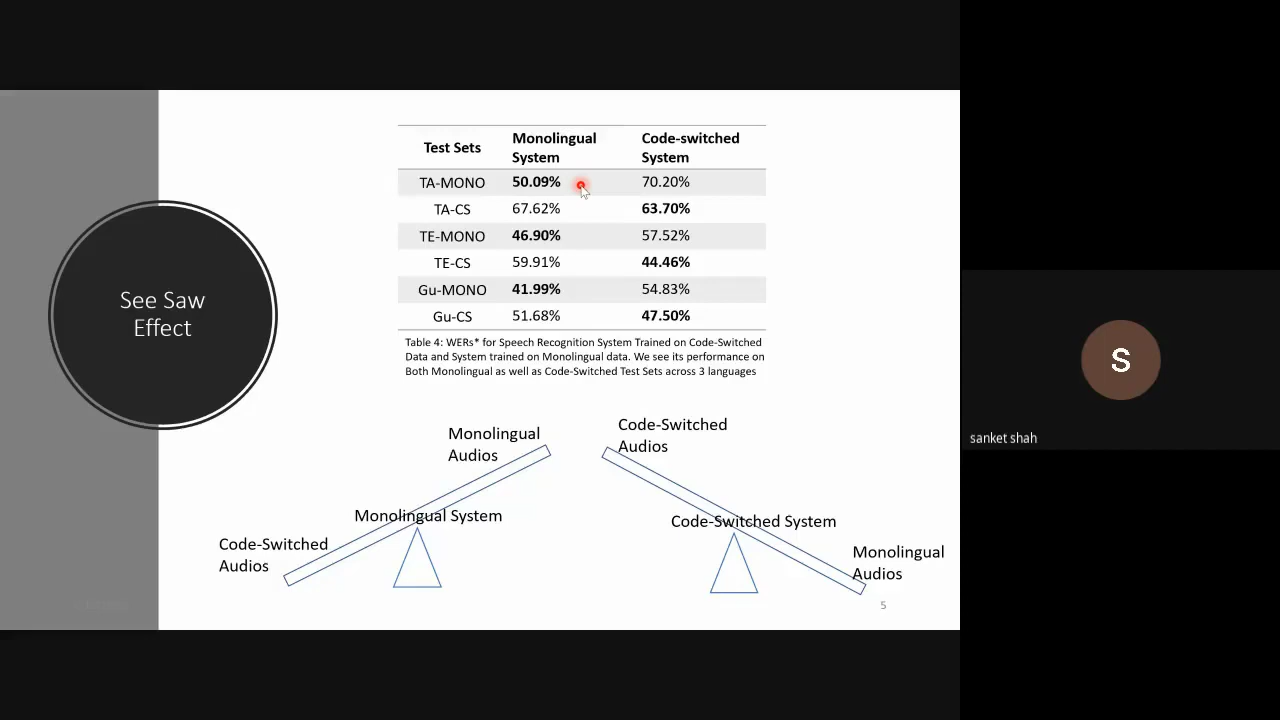 See Saw
Effect
Test Sets
Monolingual
System
Code-switched
System
TA-MONO 50.09% 70.20%
TA-CS 67.62% 63.70%
TE-MONO 46.90% 57.52%
TE-CS 59.91% 44.46%
Gu-MONO 41.99% 54.83%
Gu-CS 51.68% 47.50%
Table 4: WERs* for Speech Recognition System Trained on Code-Switched
Data and System trained on Monolingual data. We see its performance on
Both Monolingual as well as Code-Switched Test Sets across 3 languages
Monolingual
Audios
Monolingual System
Code-Switched
Audios
Code-Switched
Audios
Code-Switched System
Monolingual
Audios
5
S
sanket shah